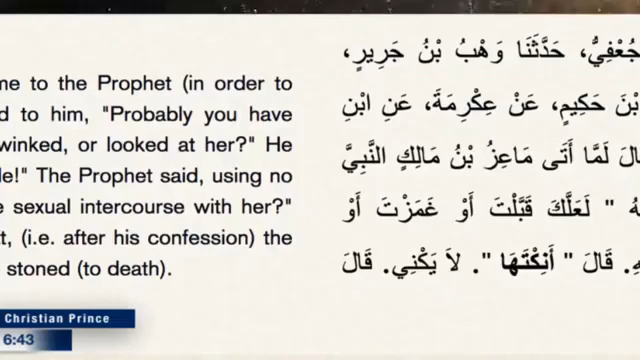 me to the Prophet (in order to
d to him, "Probably you have
winked, or looked at her?" He
le!" The Prophet said, using no
e sexual intercourse with her?"
at, (i.e. after his confession) the
stoned (to death).
جُعْفِيُّ، حَدَّثَنَا وَهْبُ بْنُ جَرِيرٍ،
بْنَ حَكِيمٍ، عَنْ عِكْرِمَةَ، عَنِ ابْنِ
قَالَ لَمَّا أَتَى مَاعِزُ بْنُ مَالِكٍ النَّبِيَّ
هُ " لَعَلَّكَ قَبَّلْتَ أَوْ غَمَزْتَ أَوْ
هِ. قَالَ " أَنِكْتَهَا ". لاَ يَكْنِي. قَالَ
Christian Prince
6:43